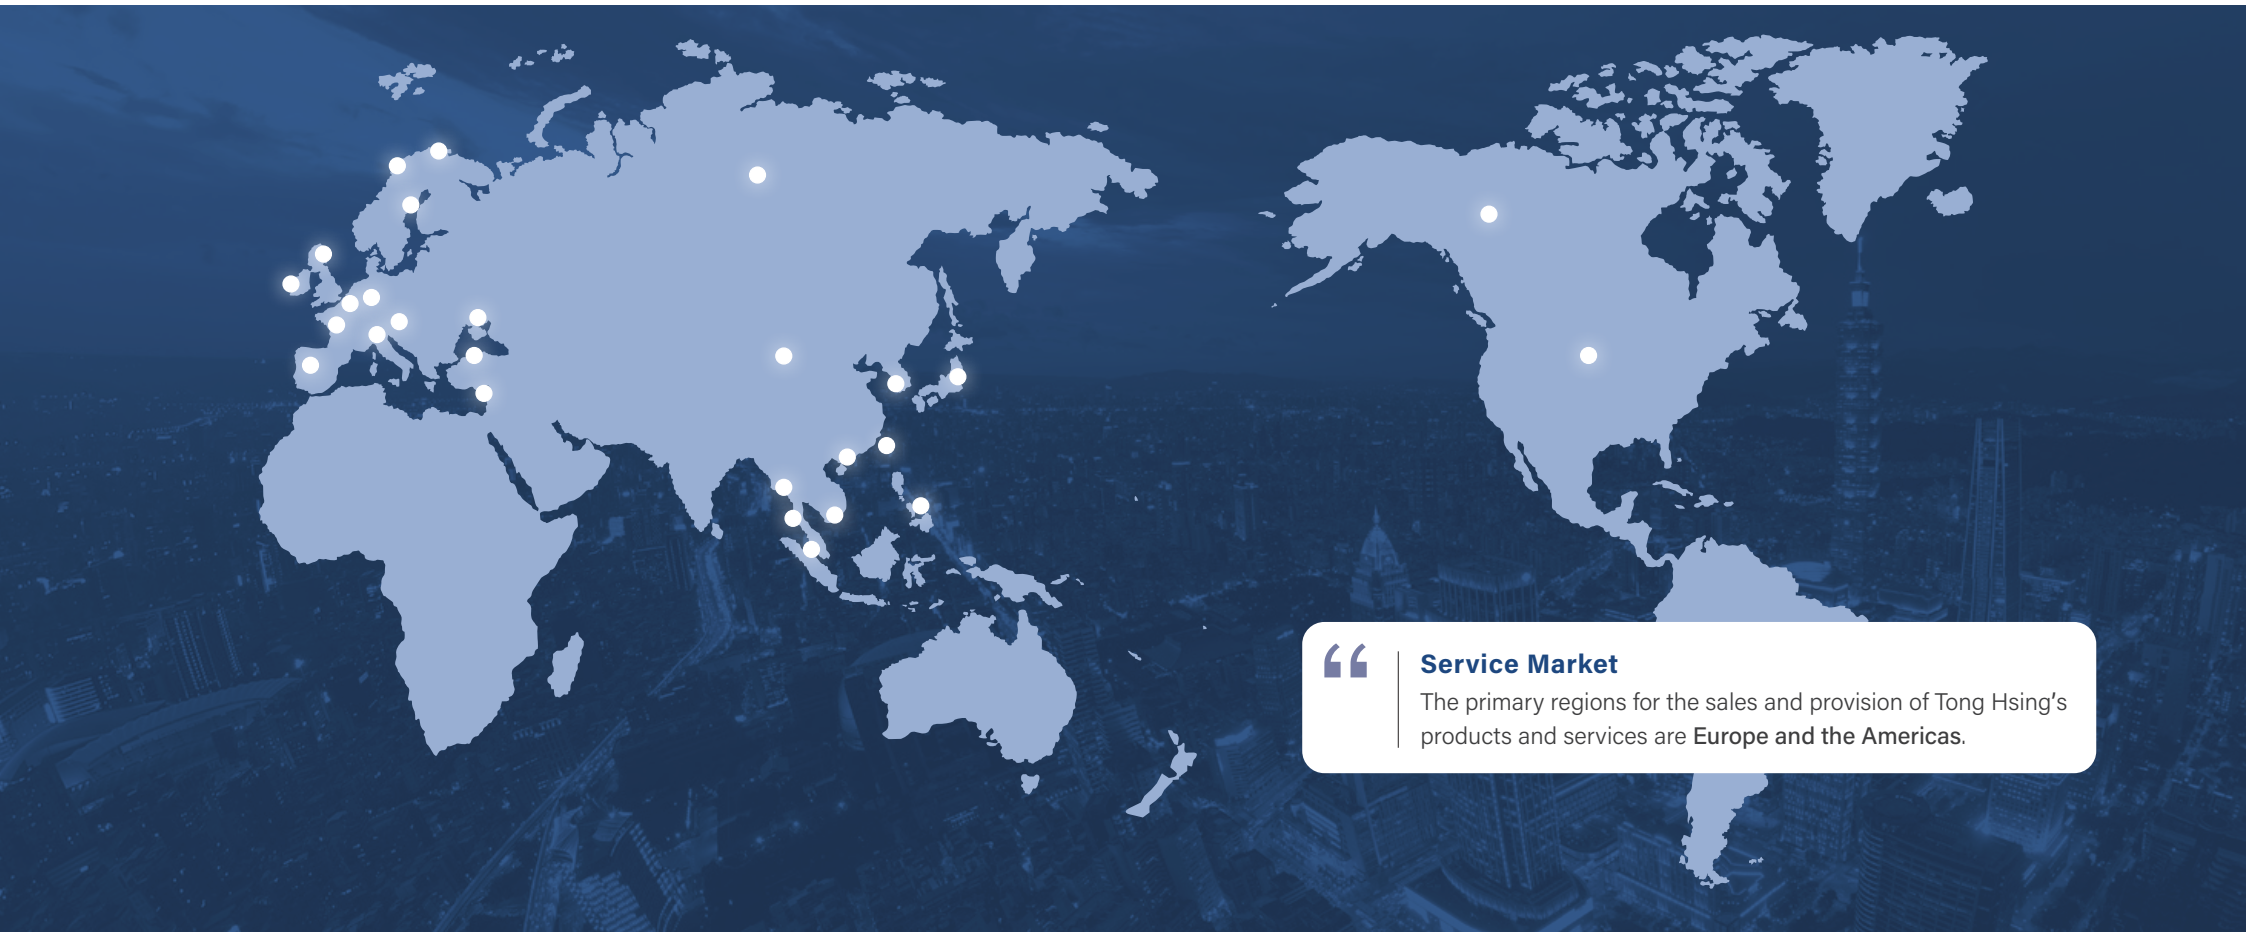 “
Service Market
The primary regions for the sales and provision of Tong Hsing's
products and services are Europe and the Americas.